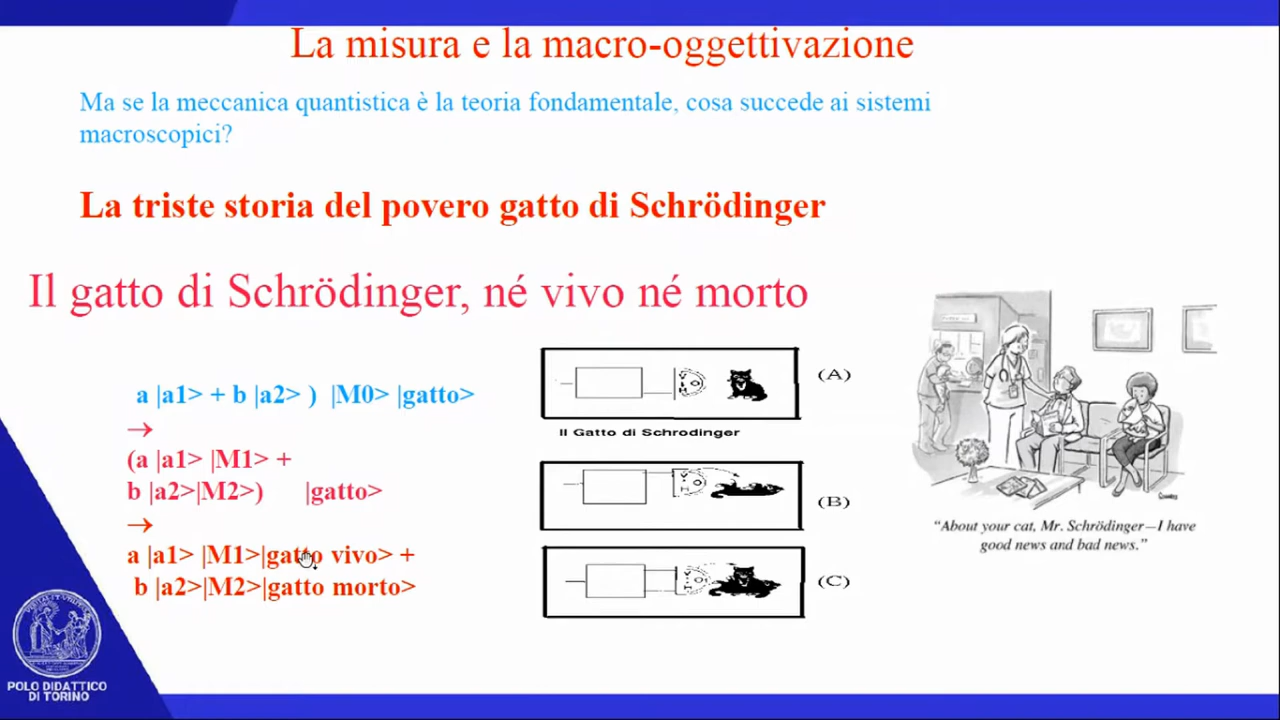 La misura e la macro-oggettivazione
Ma se la meccanica quantistica è la teoria fondamentale, cosa succede ai sistemi
macroscopici?
La triste storia del povero gatto di Schrödinger
Il gatto di Schrödinger, né vivo né morto
a |a1> + b |a2> ) |M0> |gatto>
→
(a |a1> |M1> +
b |a2>|M2>) |gatto>
→
a |a1> |M1>|gatto vivo> +
b |a2>|M2>|gatto morto>
(A)
Il Gatto di Schrodinger
(B)
(C)
"About your cat, Mr. Schrödinger—I have
good news and bad news."
POLO DIDATTICO
DI TORINO